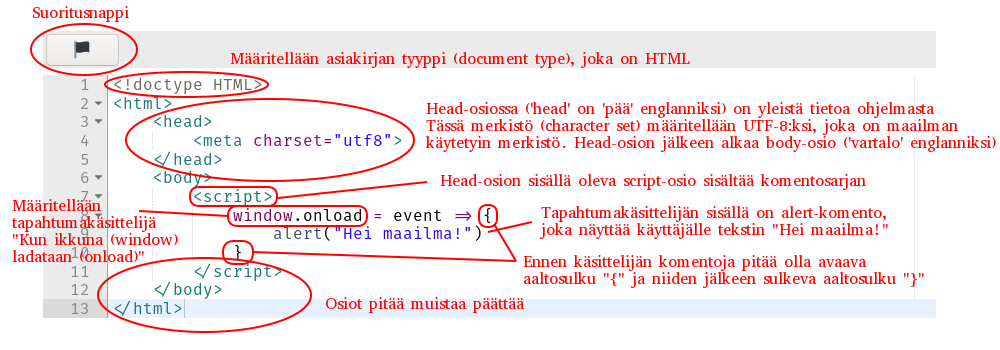 Suoritusnappi
Määritellään asiakirjan tyyppi (document type), joka on HTML
1 <!doctype HTML>
2 <html>
3 <head>
4 <meta charset="utf8">
5 </head>
6 <body>
7 <script>
8 window.onload = event => {
9 alert("Hei maailma!")
10 }
11 </script>
12 </body>
13 </html>
Head-osiossa ('head' on 'pää' englanniksi) on yleistä tietoa ohjelmasta
Tässä merkistö (character set) määritellään UTF-8:ksi, joka on maailman
käytetyin merkistö. Head-osion jälkeen alkaa body-osio ('vartalo' englanniksi)
Head-osion sisällä oleva script-osio sisältää komentosarjan
Määritellään
tapahtumakäsittelijä
"Kun ikkuna (window)
ladataan (onload)"
Tapahtumakäsittelijän sisällä on alert-komento,
joka näyttää käyttäjälle tekstin "Hei maailma!"
Ennen käsittelijän komentoja pitää olla avaava
aaltosulku "{" ja niiden jälkeen sulkeva aaltosulku "}"
Osiot pitää muistaa päättää